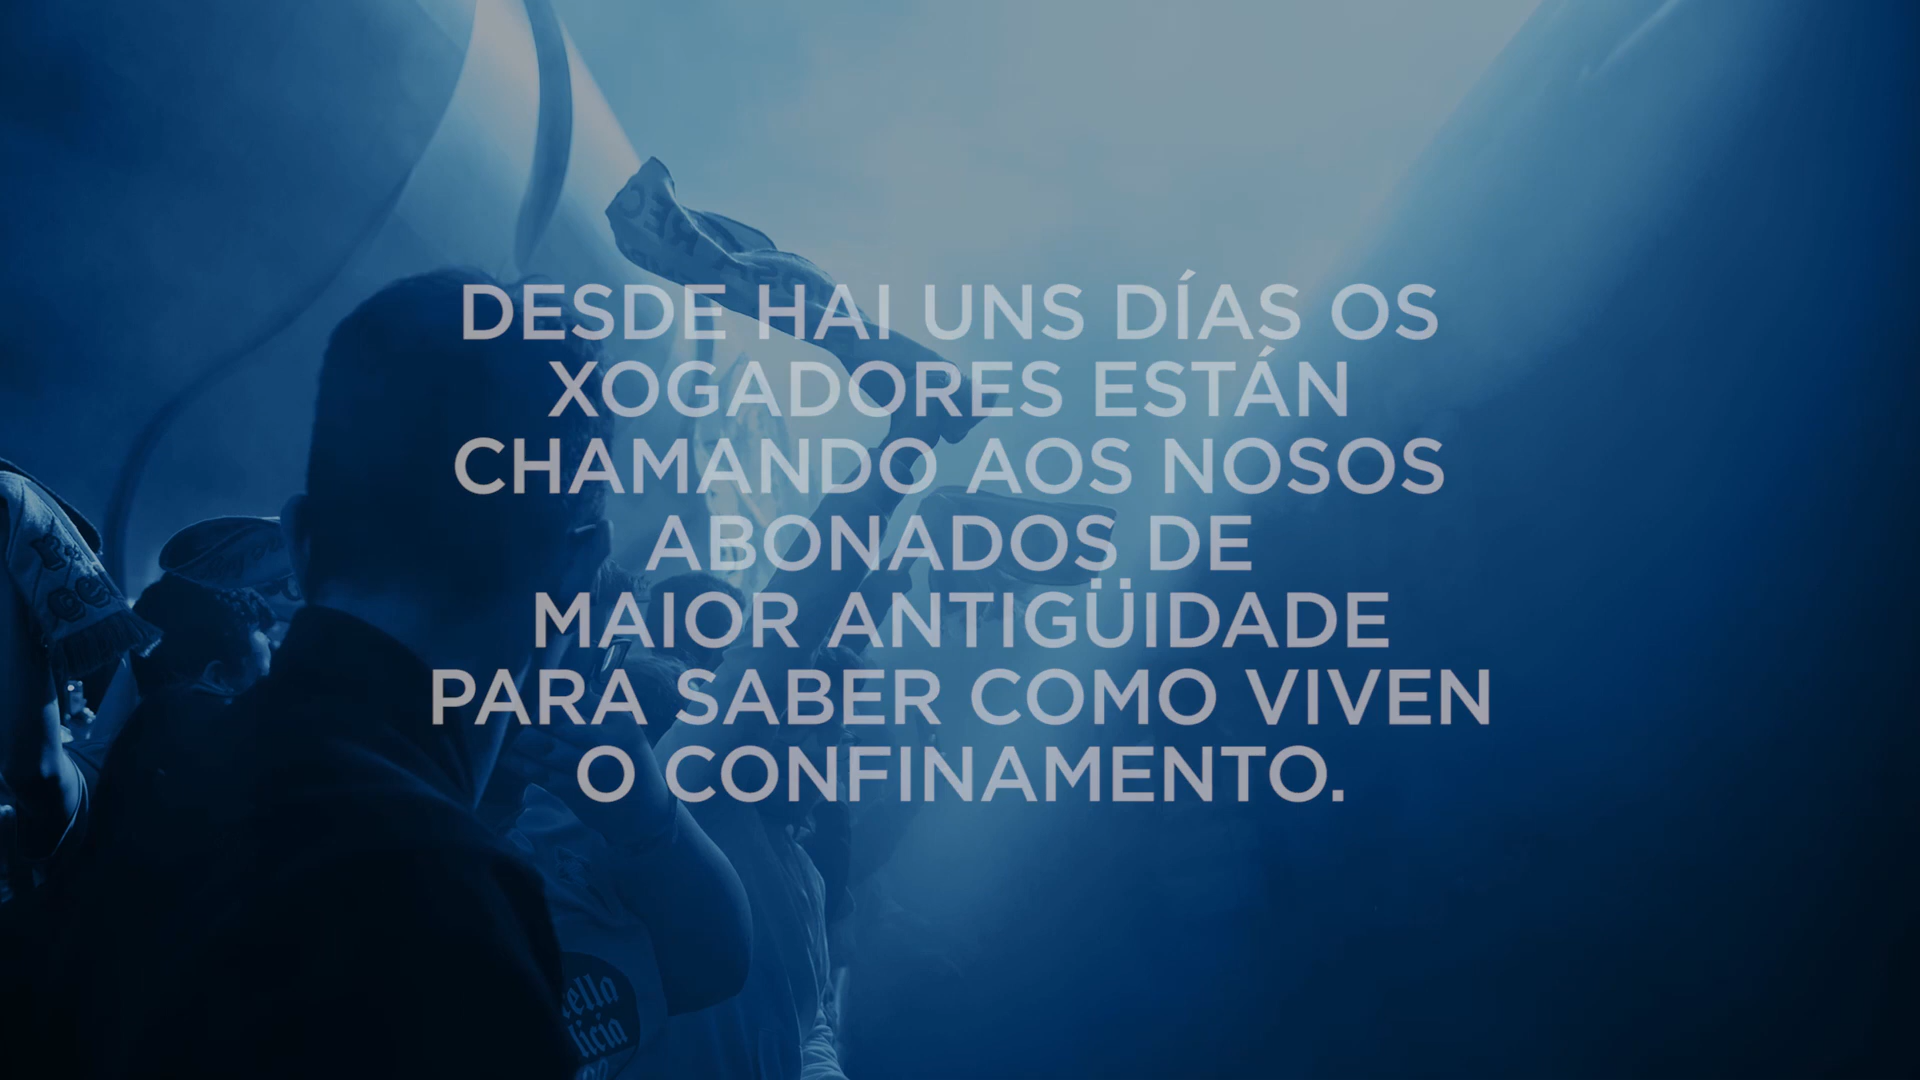 DESDE HAI UNS DÍAS OS
XOGADORES ESTÁN
CHAMANDO AOS NOSOS
ABONADOS DE
MAIOR ANTIGÜIDADE
PARA SABER COMO VIVEN
O CONFINAMENTO.